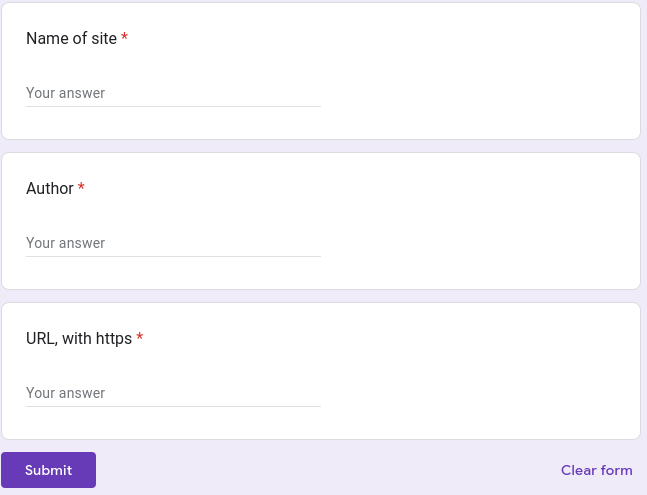 Name of site *
Your answer
Author *
Your answer
URL, with https *
Your answer
Submit
Clear form